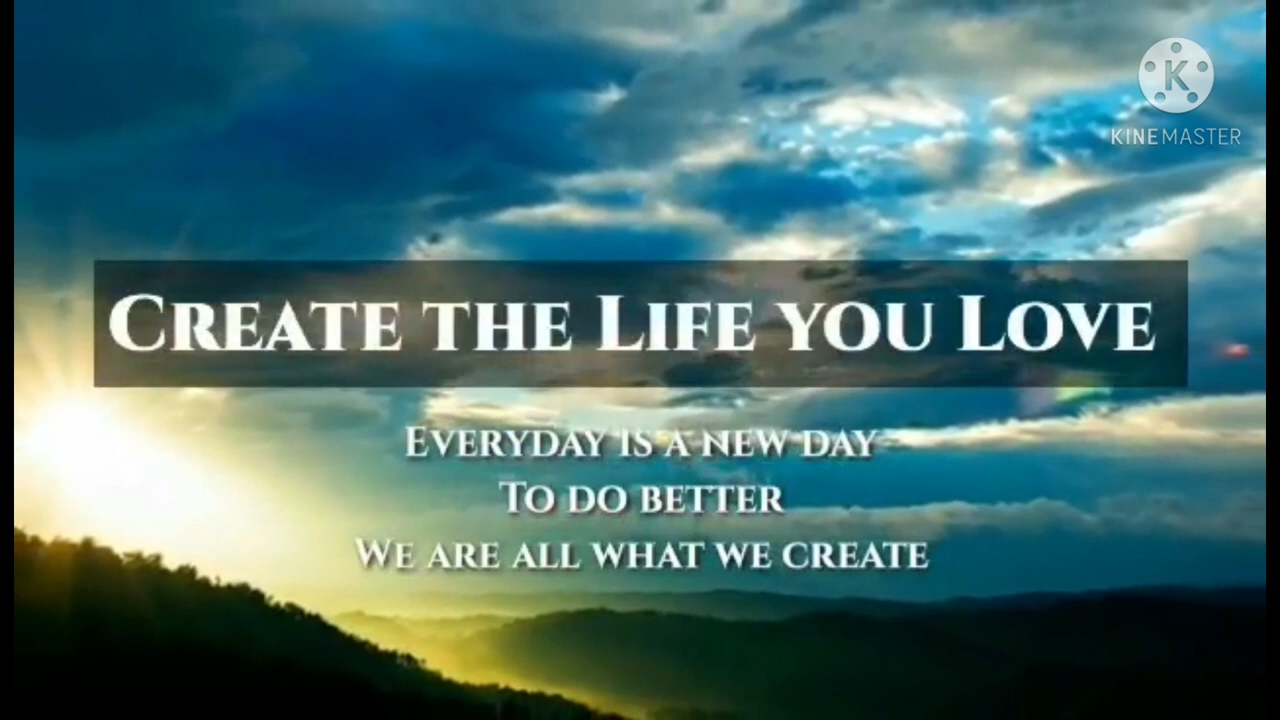 K
KINEMASTER
Create the Life you Love
Everyday is a new day
To do better
We are all what we create